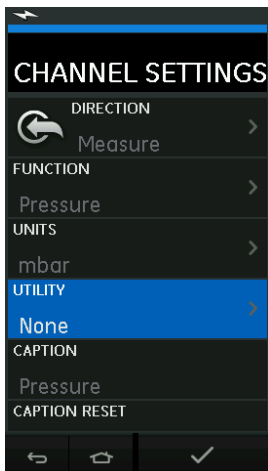 CHANNEL SETTINGS
DIRECTION
Measure
FUNCTION
Pressure
UNITS
mbar
UTILITY
None
CAPTION
Pressure
CAPTION RESET